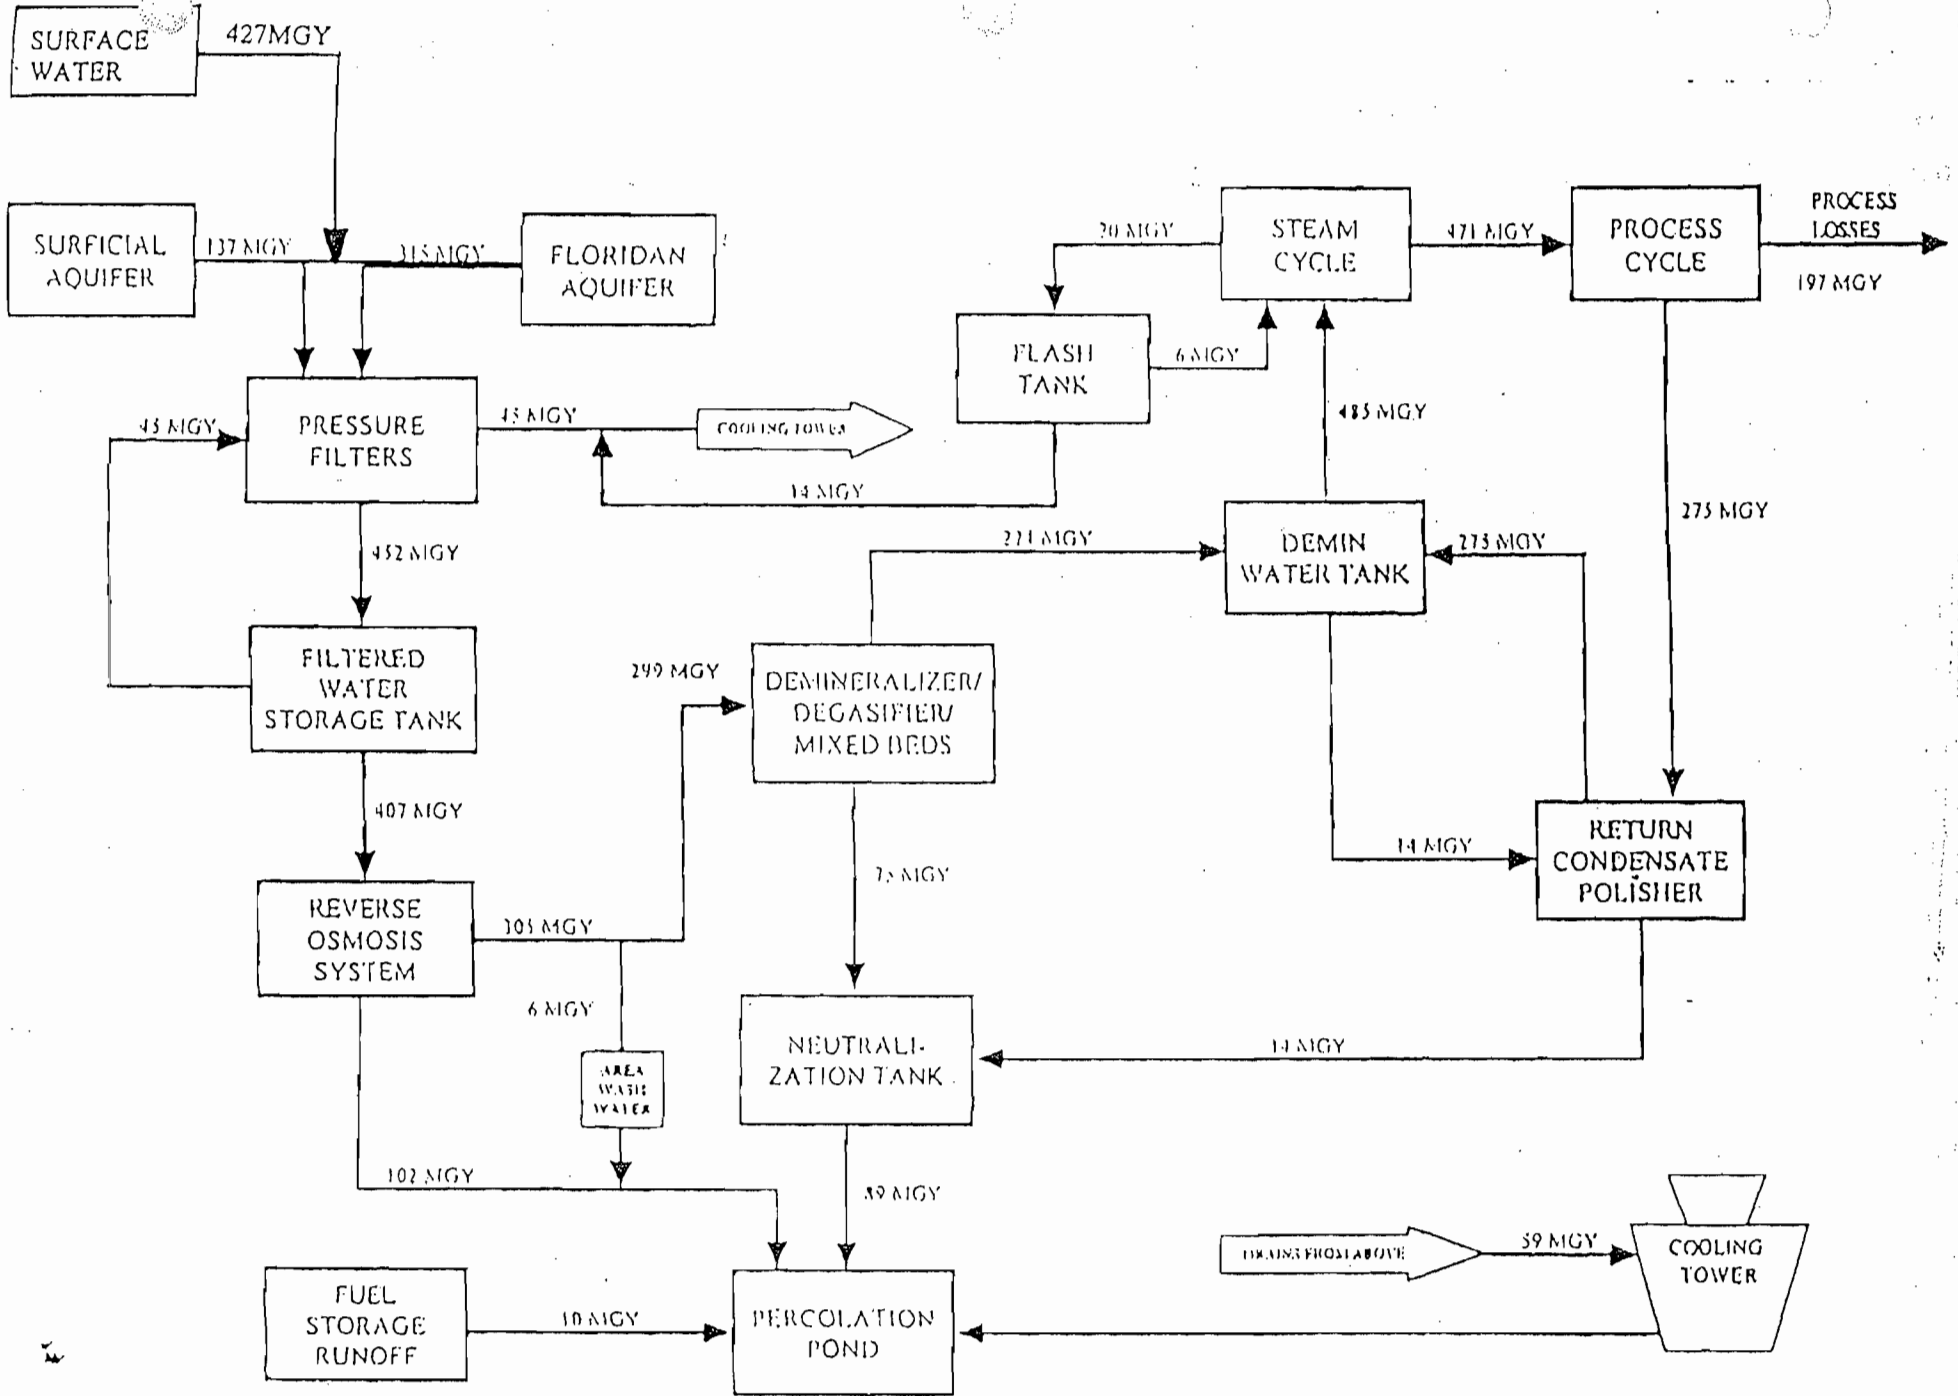 SURFACE
WATER
427MGY
SURFICIAL
AQUIFER
137 MGY
315 MGY
FLORIDAN
AQUIFER
20 MGY
STEAM
CYCLE
471 MGY
PROCESS
CYCLE
PROCESS
LOSSES
197 MGY
FLASH
TANK
6 MGY
485 MGY
45 MGY
PRESSURE
FILTERS
45 MGY
COOLING TOWER
14 MGY
452 MGY
DEMIN
WATER TANK
273 MGY
275 MGY
MGY
FILTERED
WATER
STORAGE TANK
299 MGY
DEMINERALIZER/
DEGASIFIER/
MIXED BEDS
407 MGY
75 MGY
14 MGY
RETURN
CONDENSATE
POLISHER
REVERSE
OSMOSIS
SYSTEM
305 MGY
6 MGY
AREA
WASH
WATER
NEUTRALI-
ZATION TANK
14 MGY
102 MGY
89 MGY
FUEL
STORAGE
RUNOFF
10 MGY
PERCOLATION
POND
FROM ABOVE
59 MGY
COOLING
TOWER